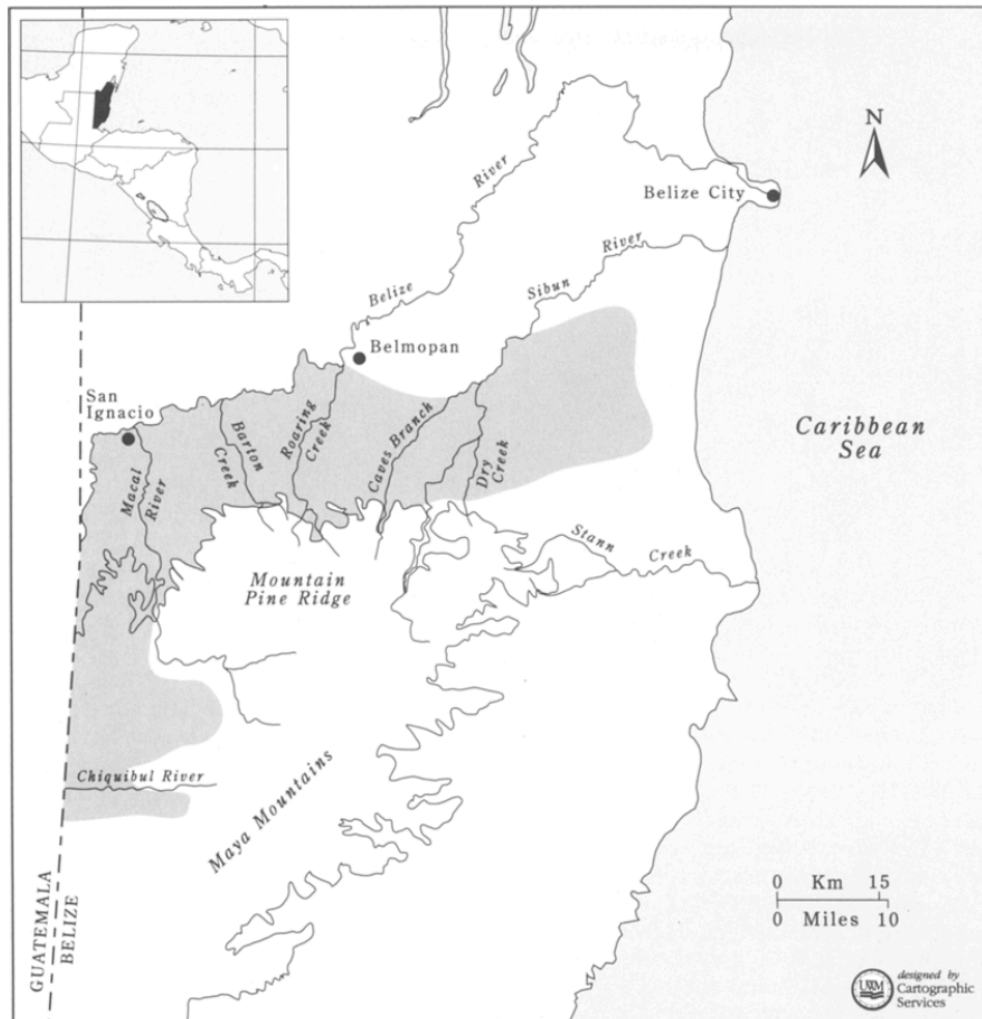 N
Belize City
River
River
Sibun
Belize
Belmopan
San
Ignacio
Roaring
Creek
Barton
Creek
Caves Branch
Dry
Creek
Macal
River
Caribbean
Sea
Stann
Creek
Mountain
Pine Ridge
Chiquibul River
Maya Mountains
GUATEMALA
BELIZE
0 Km 15
0 Miles 10
UWM
designed by
Cartographic
Services